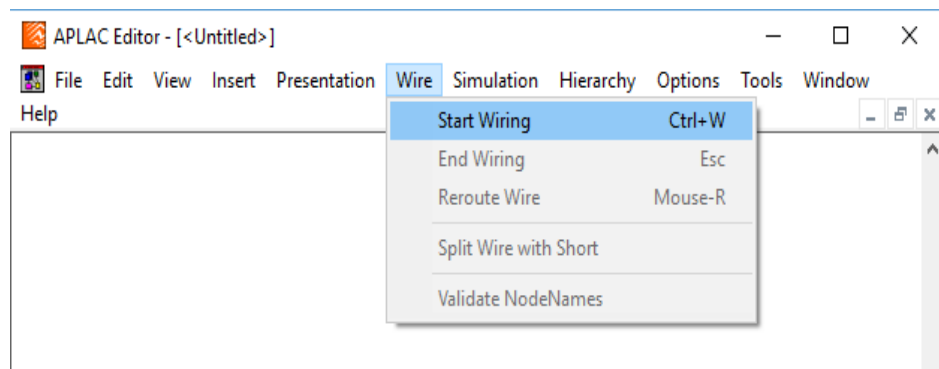 APLAC Editor - [<Untitled>]
File Edit View Insert Presentation Wire Simulation Hierarchy Options Tools Window
Help
Start Wiring Ctrl+W
End Wiring Esc
Reroute Wire Mouse-R
Split Wire with Short
Validate NodeNames